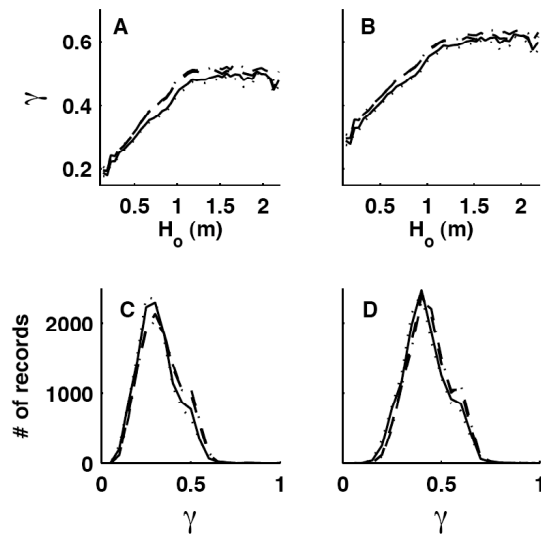 A
B
0.6
0.4
0.2
γ
0.5 1 1.5 2
H_o (m)
0.5 1 1.5 2
H_o (m)
C
D
2000
1000
0
# of records
0 0.5 1
γ
0 0.5 1
γ